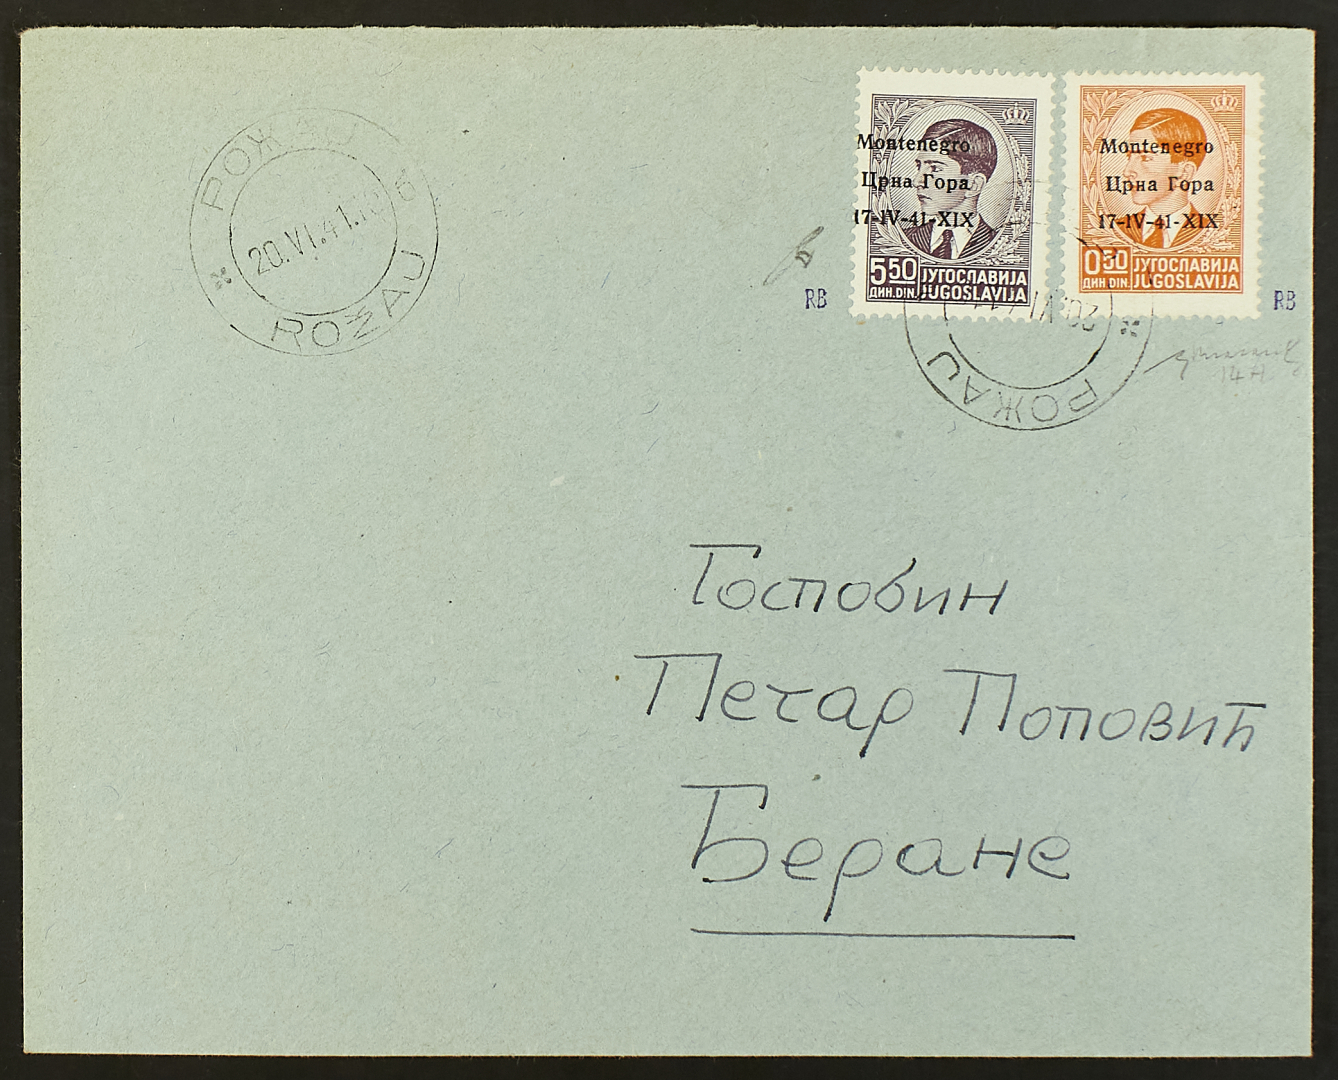 РОЖАЈ
20.VI.41.
ROŽAJ
Montenegro
Црна Гора
17-IV-41-XIX
5.50 ЈУГОСЛАВИЈА
ДИН. DIN. JUGOSLAVIJA
Montenegro
Црна Гора
17-IV-41-XIX
0.50 ЈУГОСЛАВИЈА
ДИН. DIN. JUGOSLAVIJA
RB
RB
20.VI
РОЖАЈ
Господин
Петар Поповић
Беране